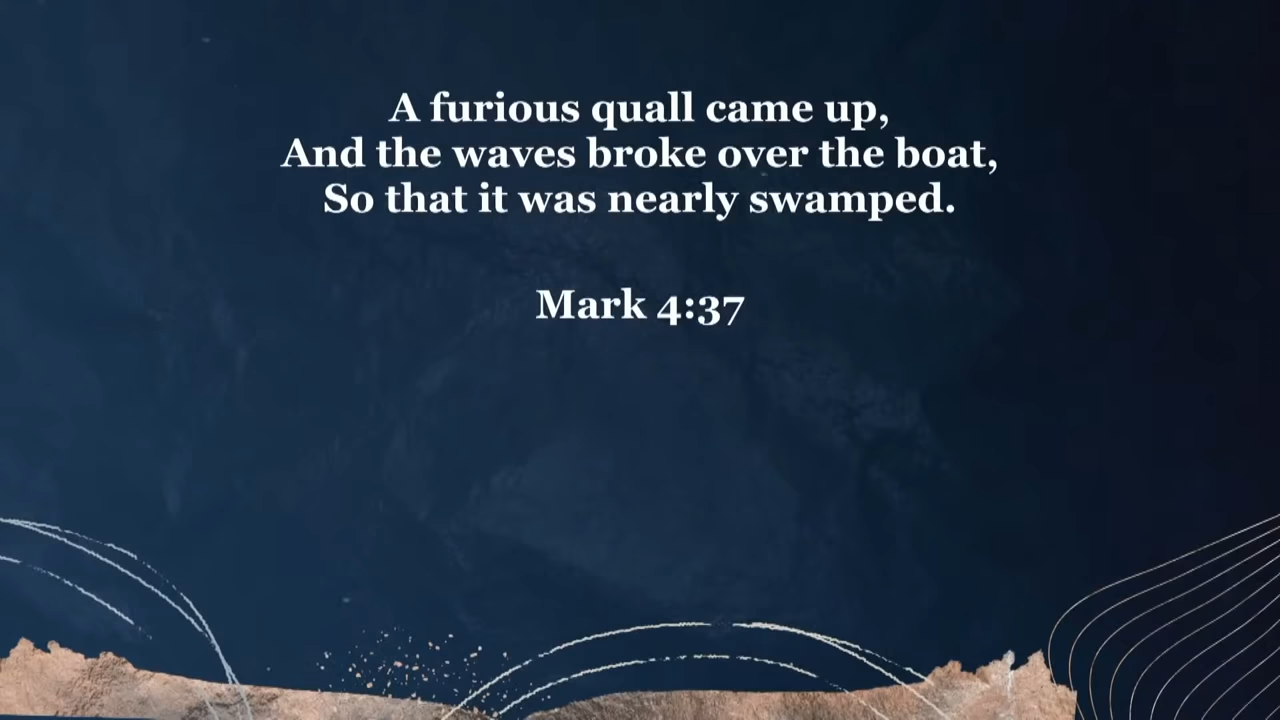 A furious quall came up,
And the waves broke over the boat,
So that it was nearly swamped.
Mark 4:37